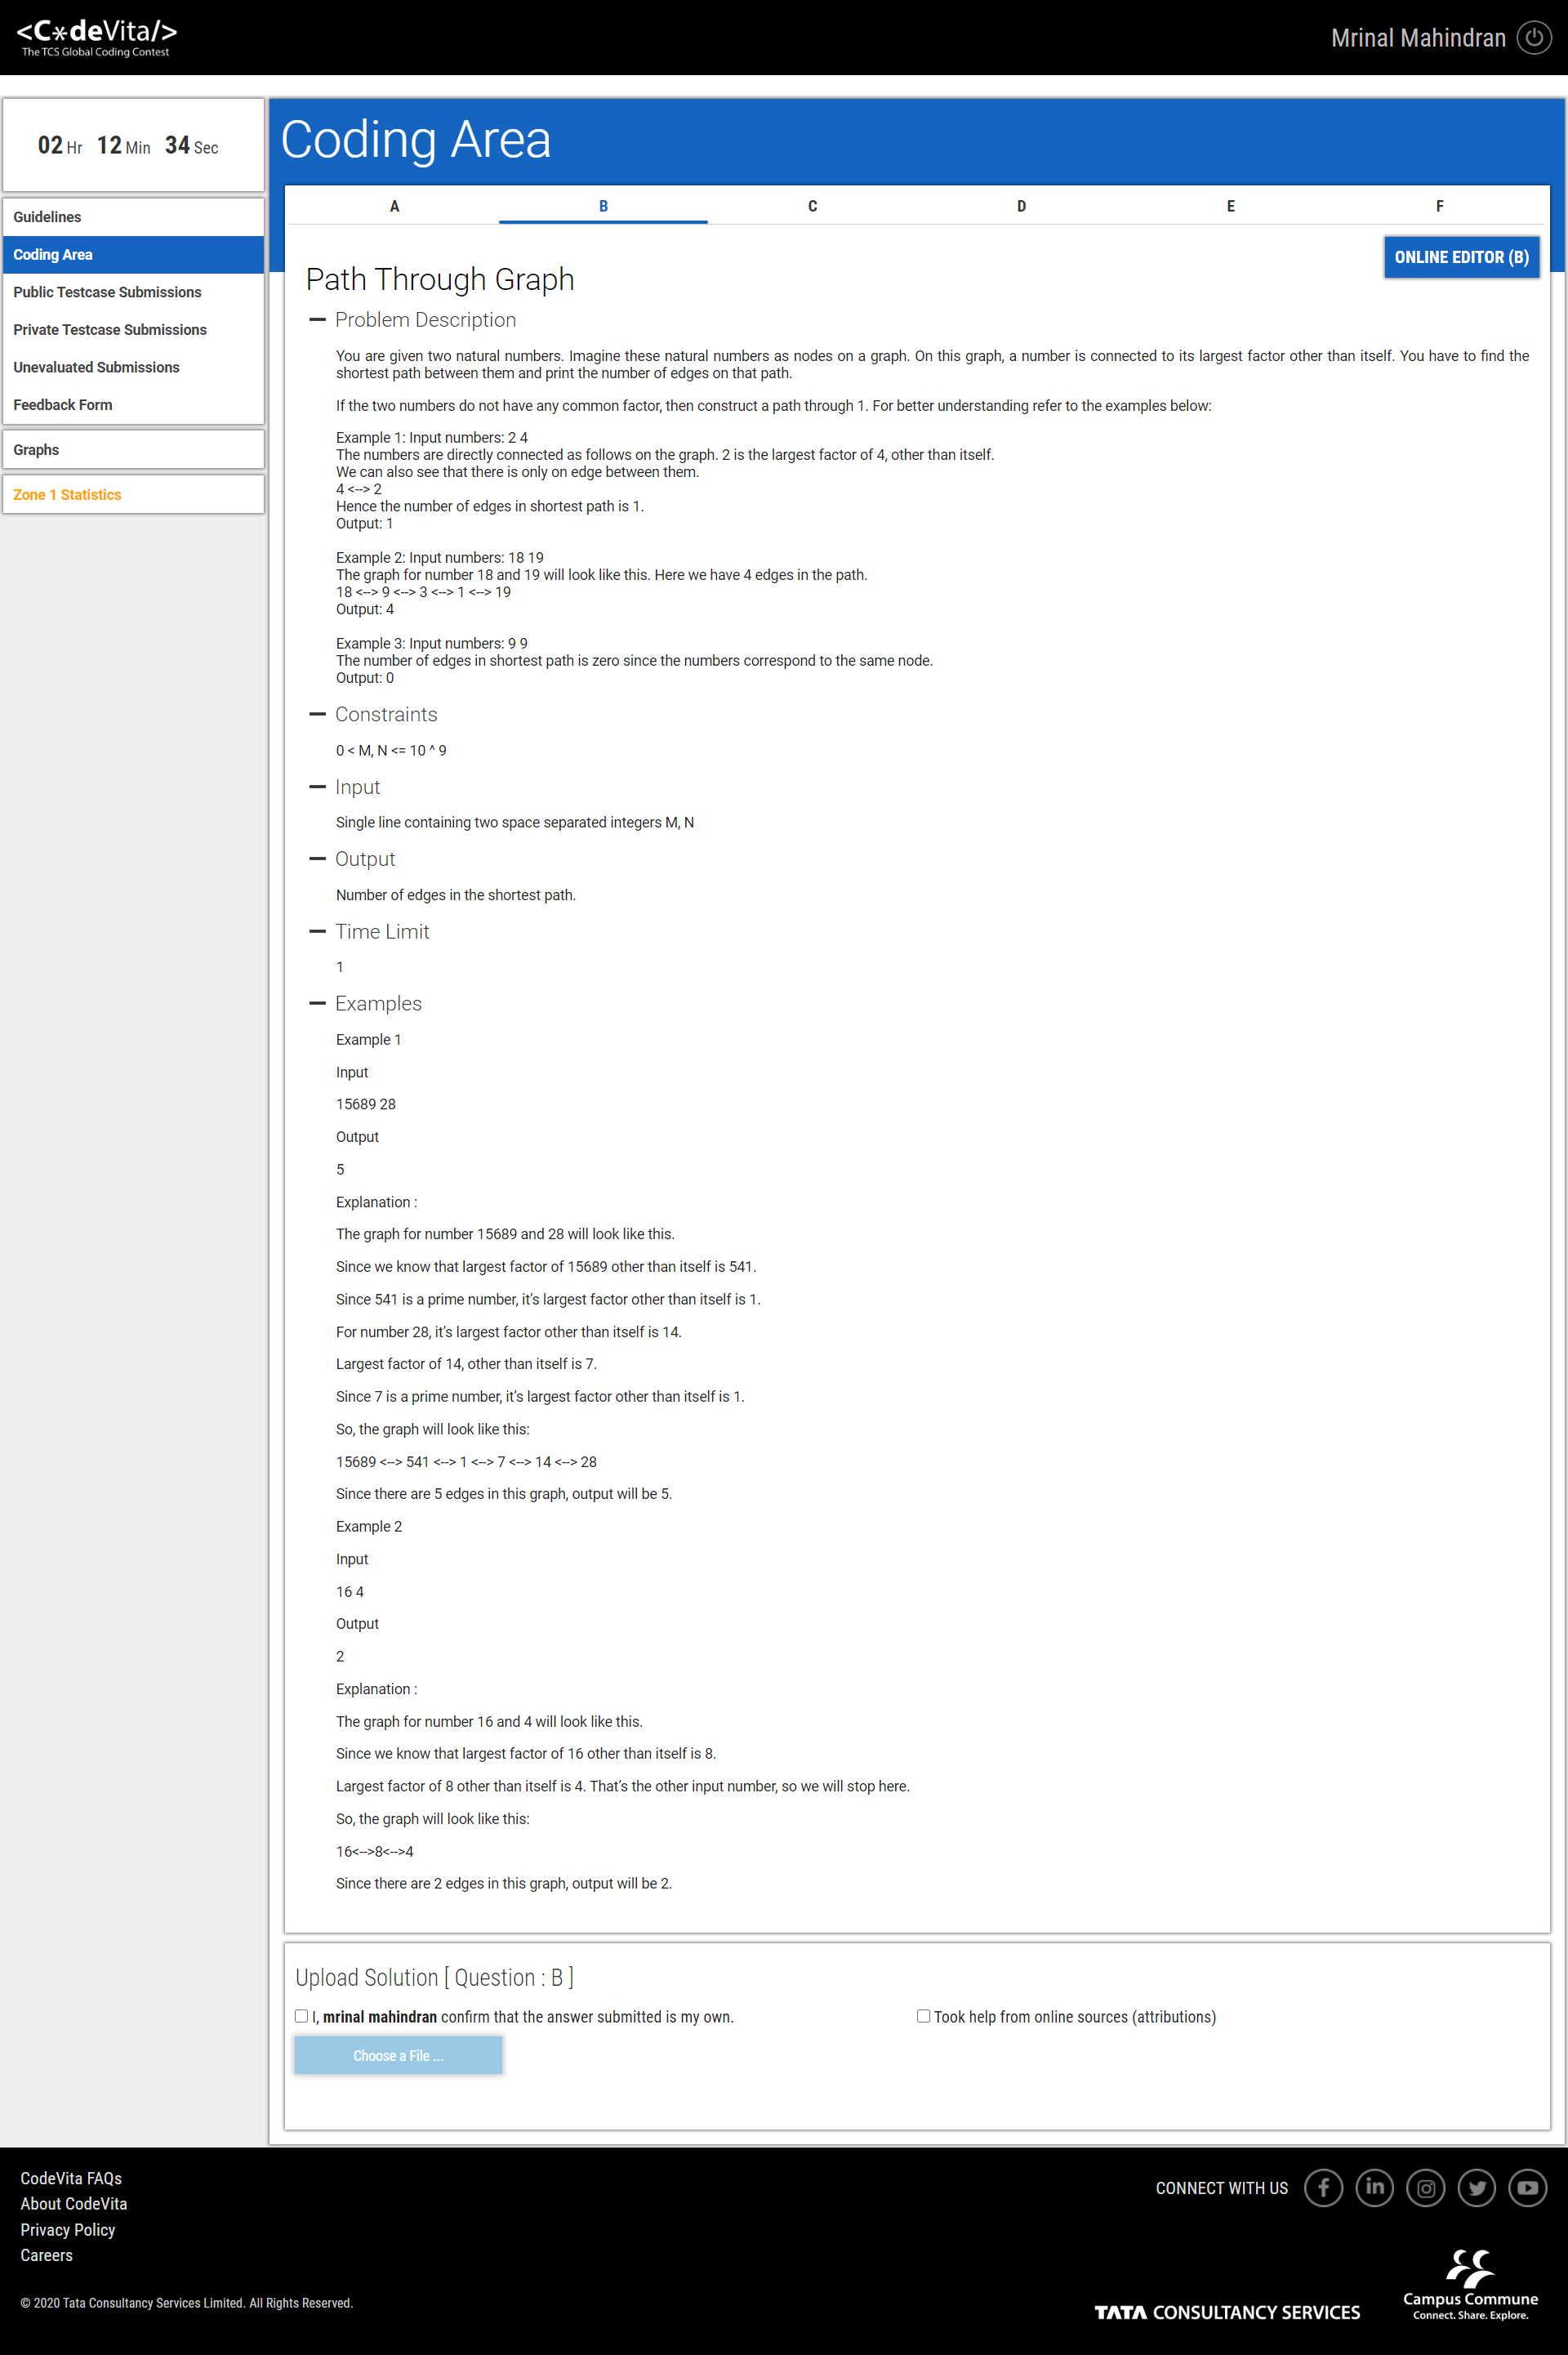 <C*deVita/>
The TCS Global Coding Contest
Mrinal Mahindran
02 Hr 12 Min 34 Sec
Guidelines
Coding Area
Public Testcase Submissions
Private Testcase Submissions
Unevaluated Submissions
Feedback Form
Graphs
Zone 1 Statistics
Coding Area
A B C D E F
ONLINE EDITOR (B)
Path Through Graph
Problem Description
You are given two natural numbers. Imagine these natural numbers as nodes on a graph. On this graph, a number is connected to its largest factor other than itself. You have to find the
shortest path between them and print the number of edges on that path.
If the two numbers do not have any common factor, then construct a path through 1. For better understanding refer to the examples below:
Example 1: Input numbers: 2 4
The numbers are directly connected as follows on the graph. 2 is the largest factor of 4, other than itself.
We can also see that there is only on edge between them.
4 <--> 2
Hence the number of edges in shortest path is 1.
Output: 1
Example 2: Input numbers: 18 19
The graph for number 18 and 19 will look like this. Here we have 4 edges in the path.
18 <--> 9 <--> 3 <--> 1 <--> 19
Output: 4
Example 3: Input numbers: 9 9
The number of edges in shortest path is zero since the numbers correspond to the same node.
Output: 0
Constraints
0 < M, N <= 10 ^ 9
Input
Single line containing two space separated integers M, N
Output
Number of edges in the shortest path.
Time Limit
1
Examples
Example 1
Input
15689 28
Output
5
Explanation :
The graph for number 15689 and 28 will look like this.
Since we know that largest factor of 15689 other than itself is 541.
Since 541 is a prime number, it’s largest factor other than itself is 1.
For number 28, it’s largest factor other than itself is 14.
Largest factor of 14, other than itself is 7.
Since 7 is a prime number, it’s largest factor other than itself is 1.
So, the graph will look like this:
15689 <--> 541 <--> 1 <--> 7 <--> 14 <--> 28
Since there are 5 edges in this graph, output will be 5.
Example 2
Input
16 4
Output
2
Explanation :
The graph for number 16 and 4 will look like this.
Since we know that largest factor of 16 other than itself is 8.
Largest factor of 8 other than itself is 4. That’s the other input number, so we will stop here.
So, the graph will look like this:
16<-->8<-->4
Since there are 2 edges in this graph, output will be 2.
Upload Solution [ Question : B ]
I, mrinal mahindran confirm that the answer submitted is my own.
Took help from online sources (attributions)
Choose a File ...
CodeVita FAQs
About CodeVita
Privacy Policy
Careers
© 2020 Tata Consultancy Services Limited. All Rights Reserved.
CONNECT WITH US
TATA CONSULTANCY SERVICES
Campus Commune
Connect. Share. Explore.